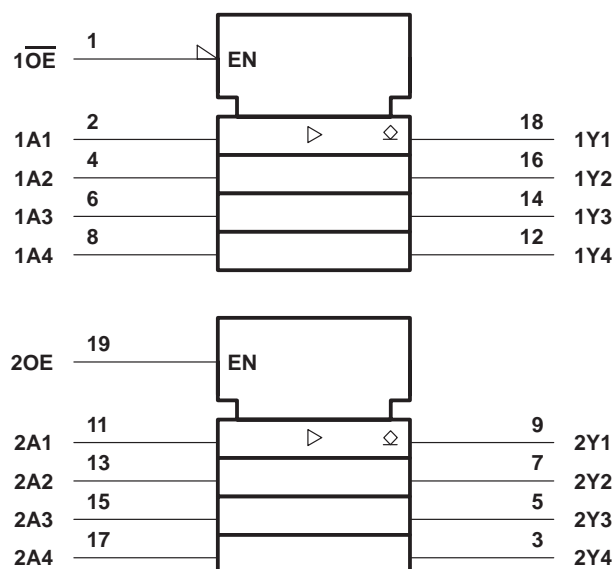 1
1O̅E̅ EN
2 18
1A1 1Y1
4 16
1A2 1Y2
6 14
1A3 1Y3
8 12
1A4 1Y4
19
2OE EN
11 9
2A1 2Y1
13 7
2A2 2Y2
15 5
2A3 2Y3
17 3
2A4 2Y4